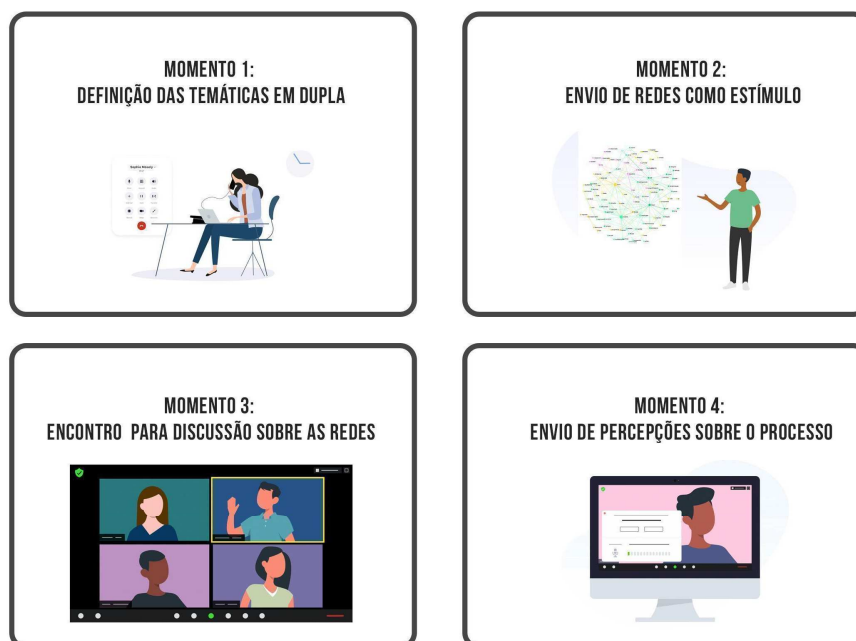 MOMENTO 1:
DEFINIÇÃO DAS TEMÁTICAS EM DUPLA
MOMENTO 2:
ENVIO DE REDES COMO ESTÍMULO
MOMENTO 3:
ENCONTRO PARA DISCUSSÃO SOBRE AS REDES
MOMENTO 4:
ENVIO DE PERCEPÇÕES SOBRE O PROCESSO